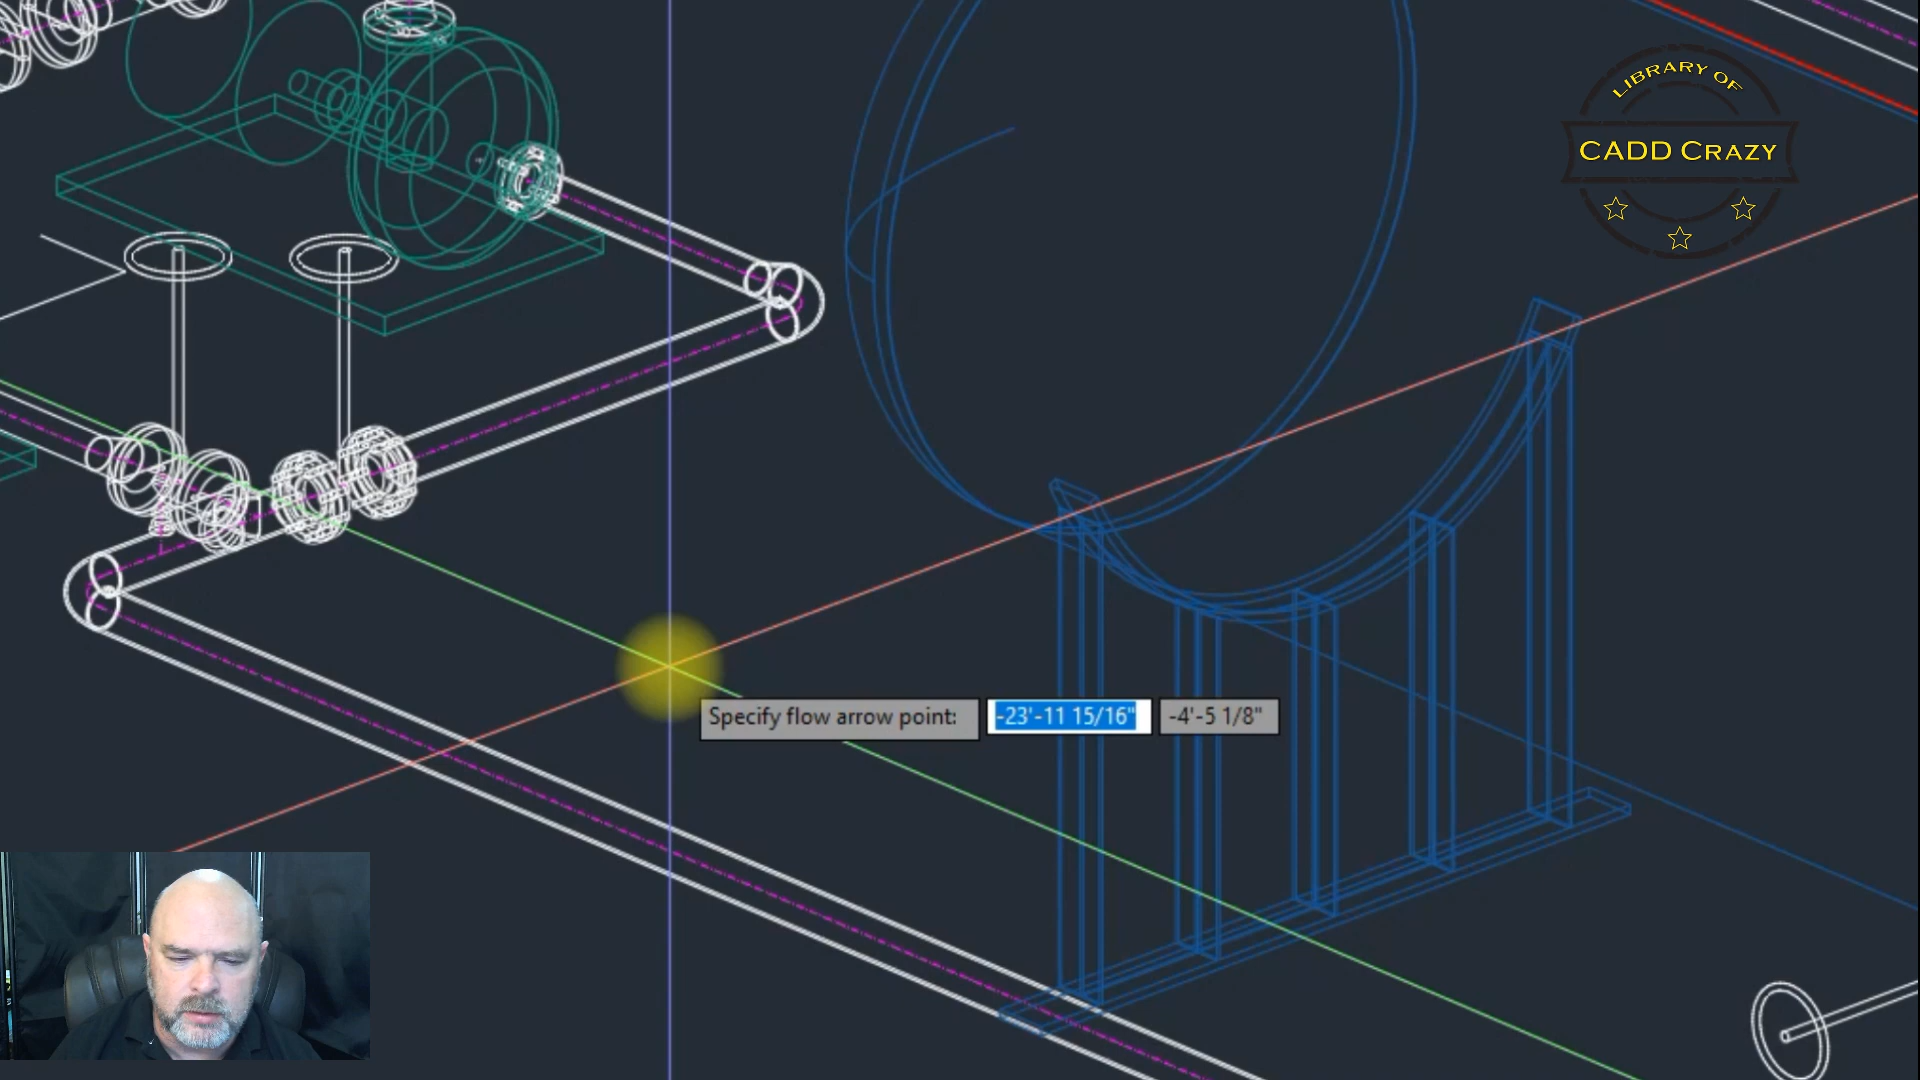 LIBRARY OF
CADD CRAZY
Specify flow arrow point: -23'-11 15/16" -4'-5 1/8"